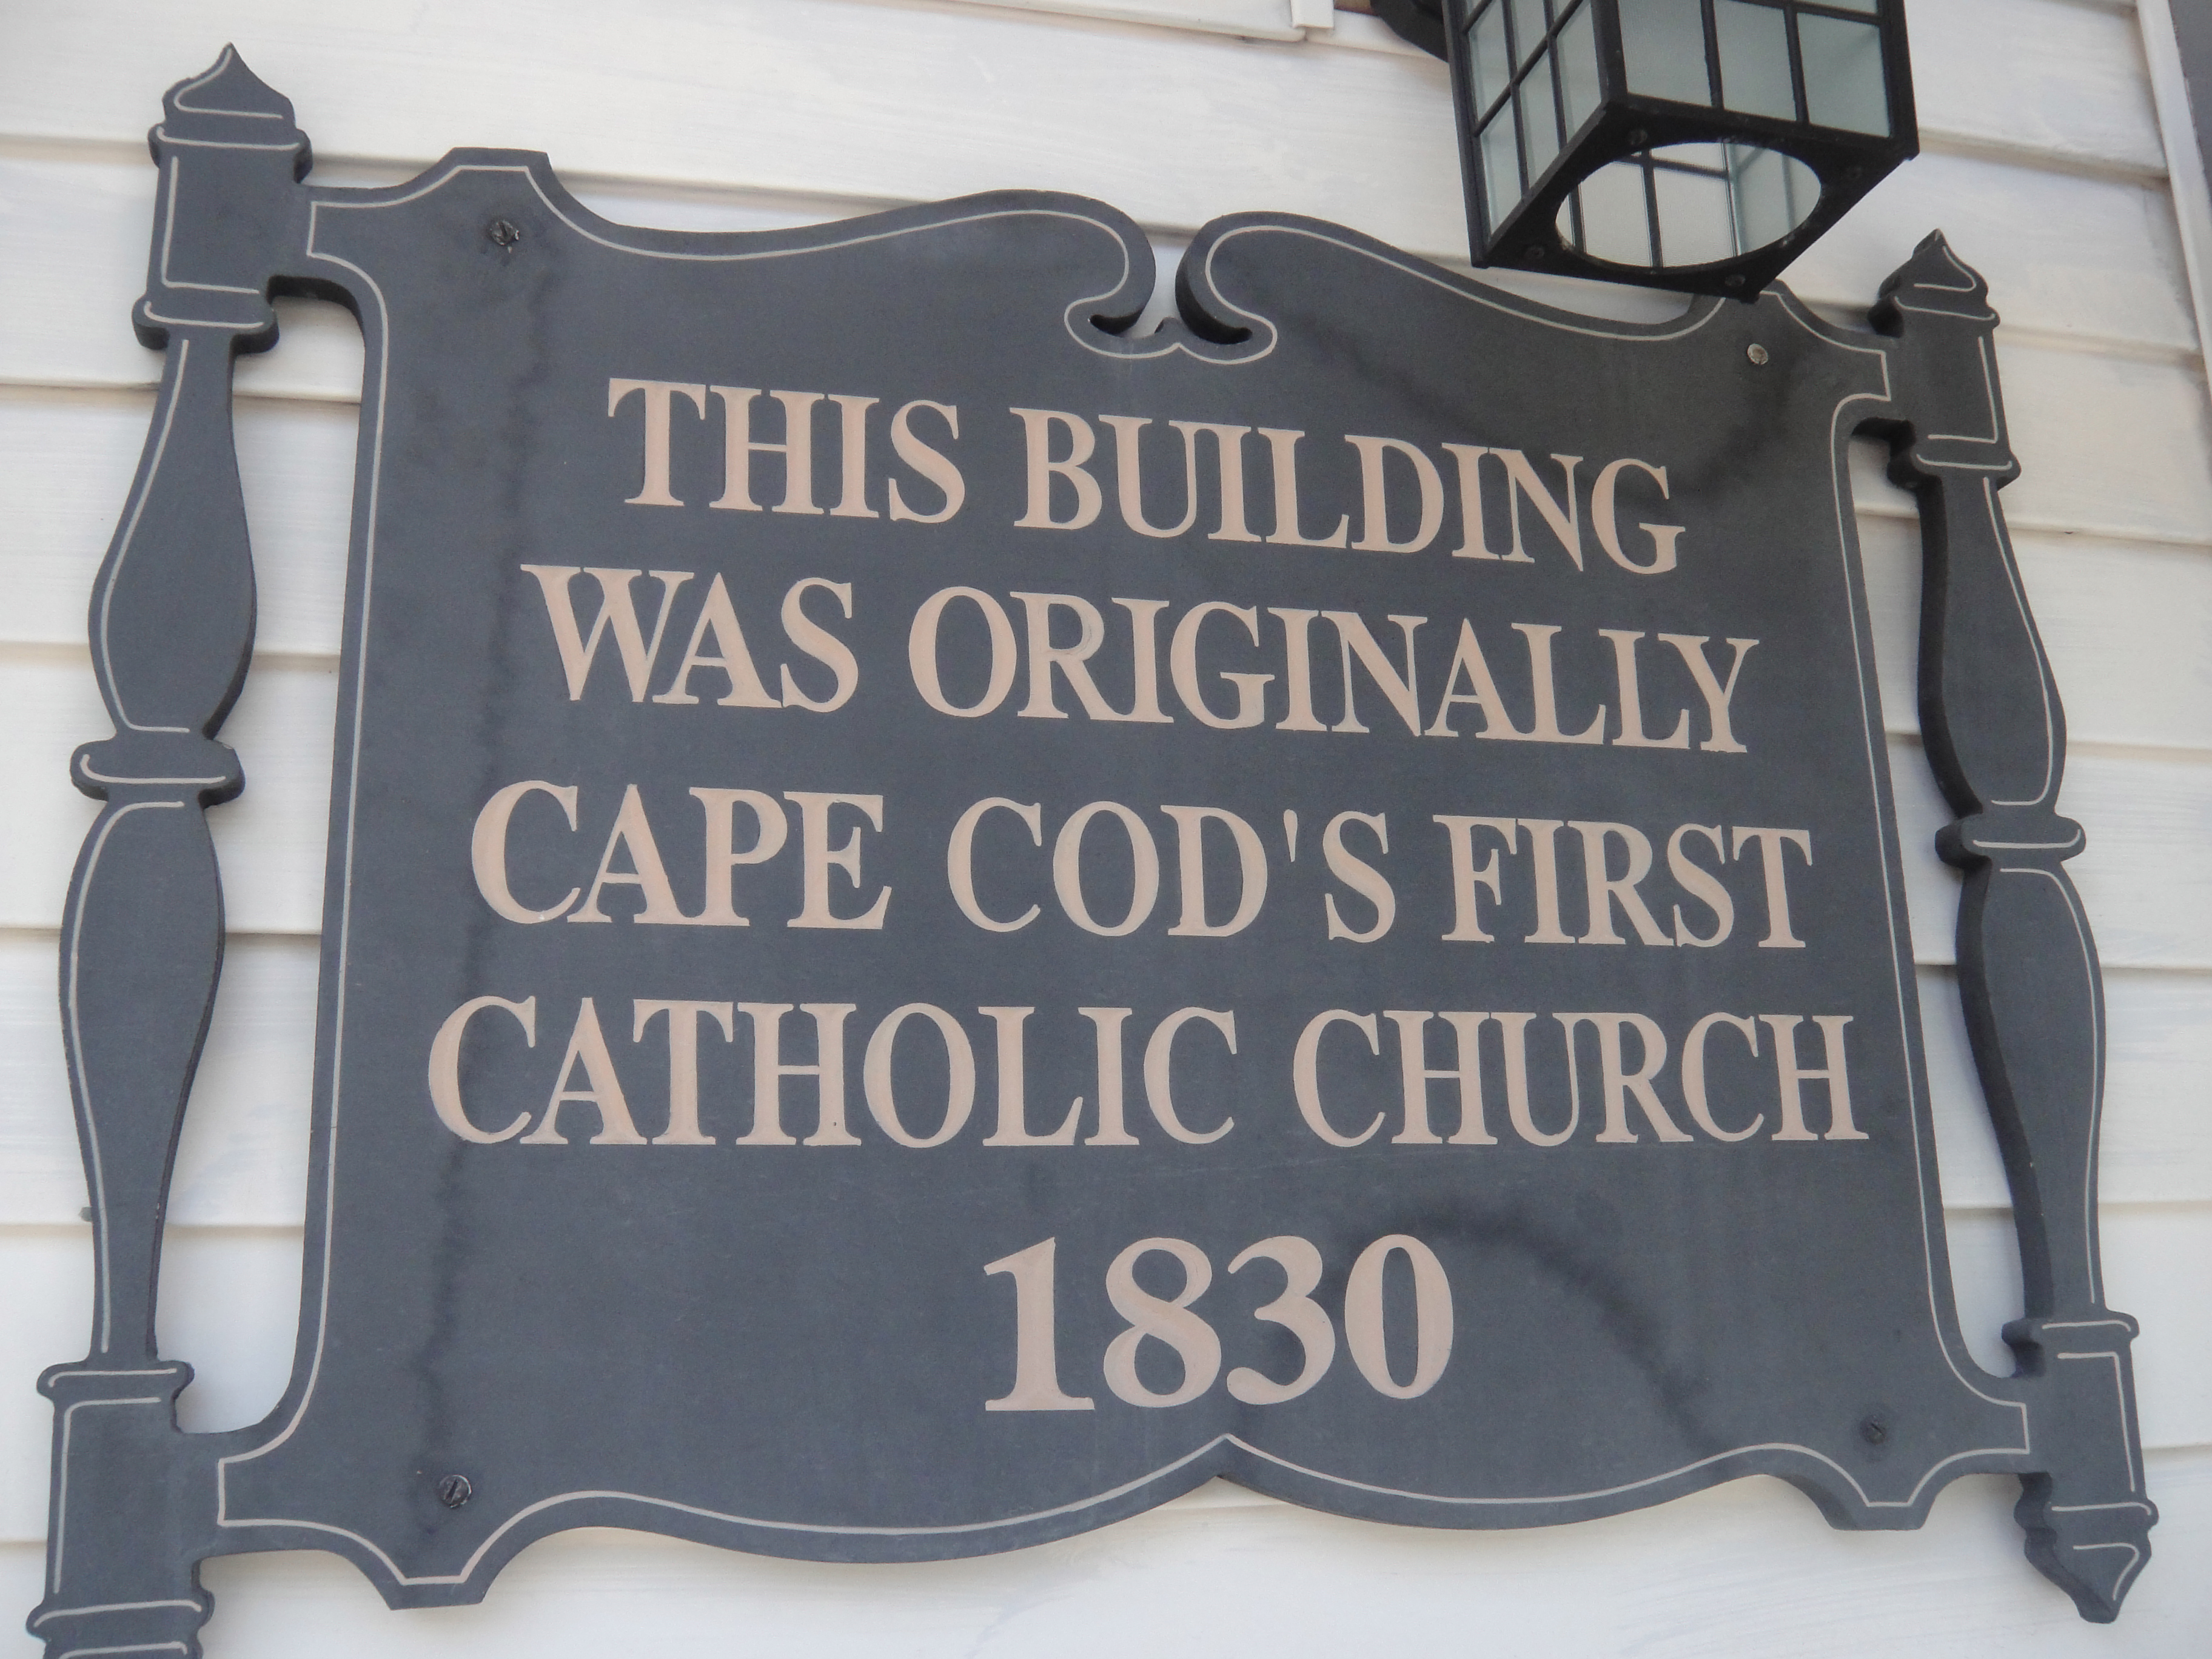 THIS BUILDING
WAS ORIGINALLY
CAPE COD'S FIRST
CATHOLIC CHURCH
1830